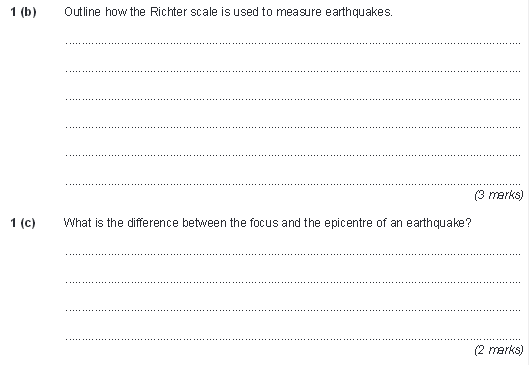 1 (b) Outline how the Richter scale is used to measure earthquakes.
(3 marks)
1 (c) What is the difference between the focus and the epicentre of an earthquake?
(2 marks)